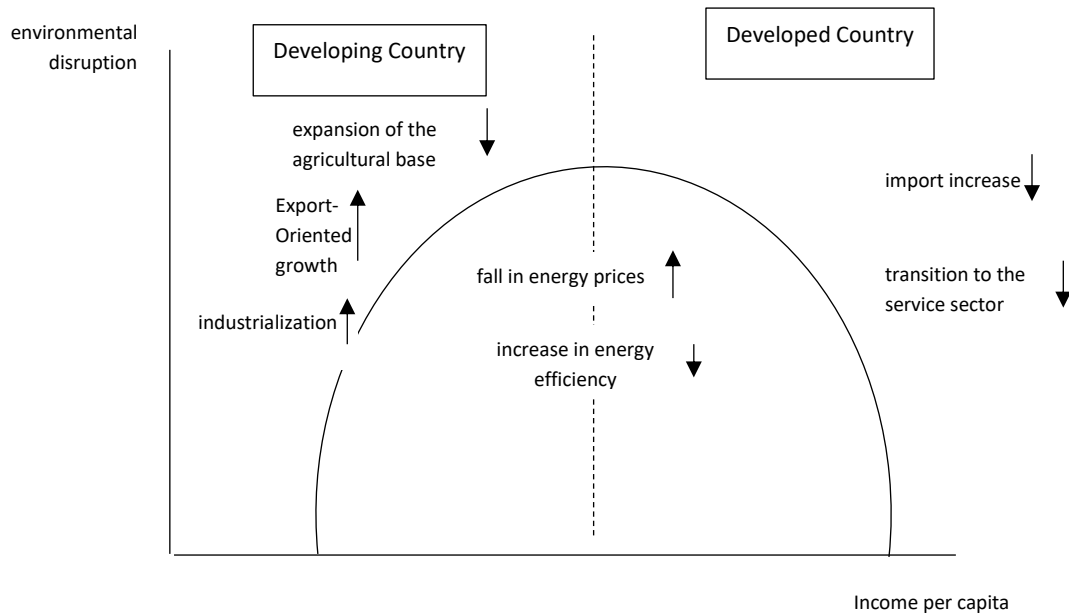 environmental
disruption
Developing Country
Developed Country
expansion of the
agricultural base
Export-
Oriented
growth
industrialization
fall in energy prices
increase in energy
efficiency
import increase
transition to the
service sector
Income per capita